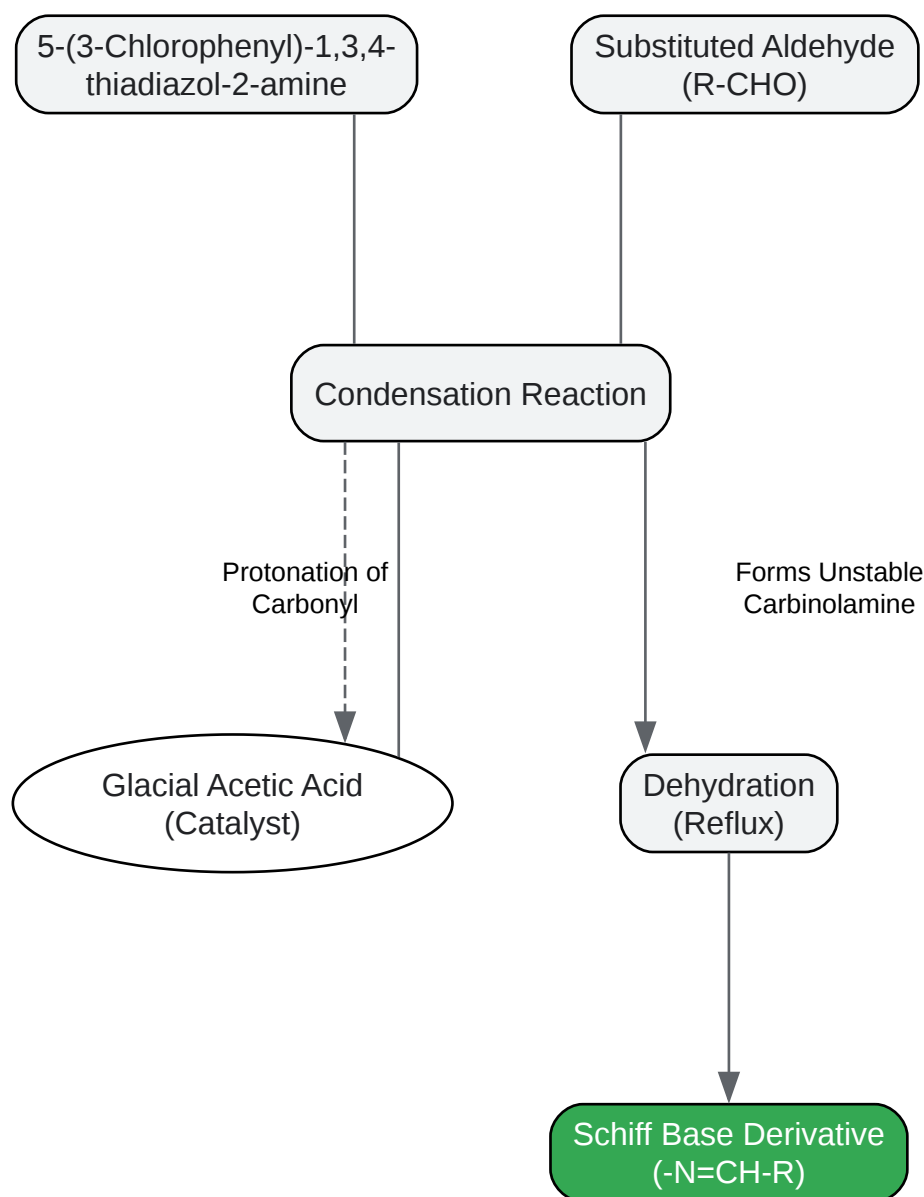 5-(3-Chlorophenyl)-1,3,4-
thiadiazol-2-amine
Substituted Aldehyde
(R-CHO)
Condensation Reaction
Protonation of
Carbonyl
Forms Unstable
Carbinolamine
Glacial Acetic Acid
(Catalyst)
Dehydration
(Reflux)
Schiff Base Derivative
(-N=CH-R)